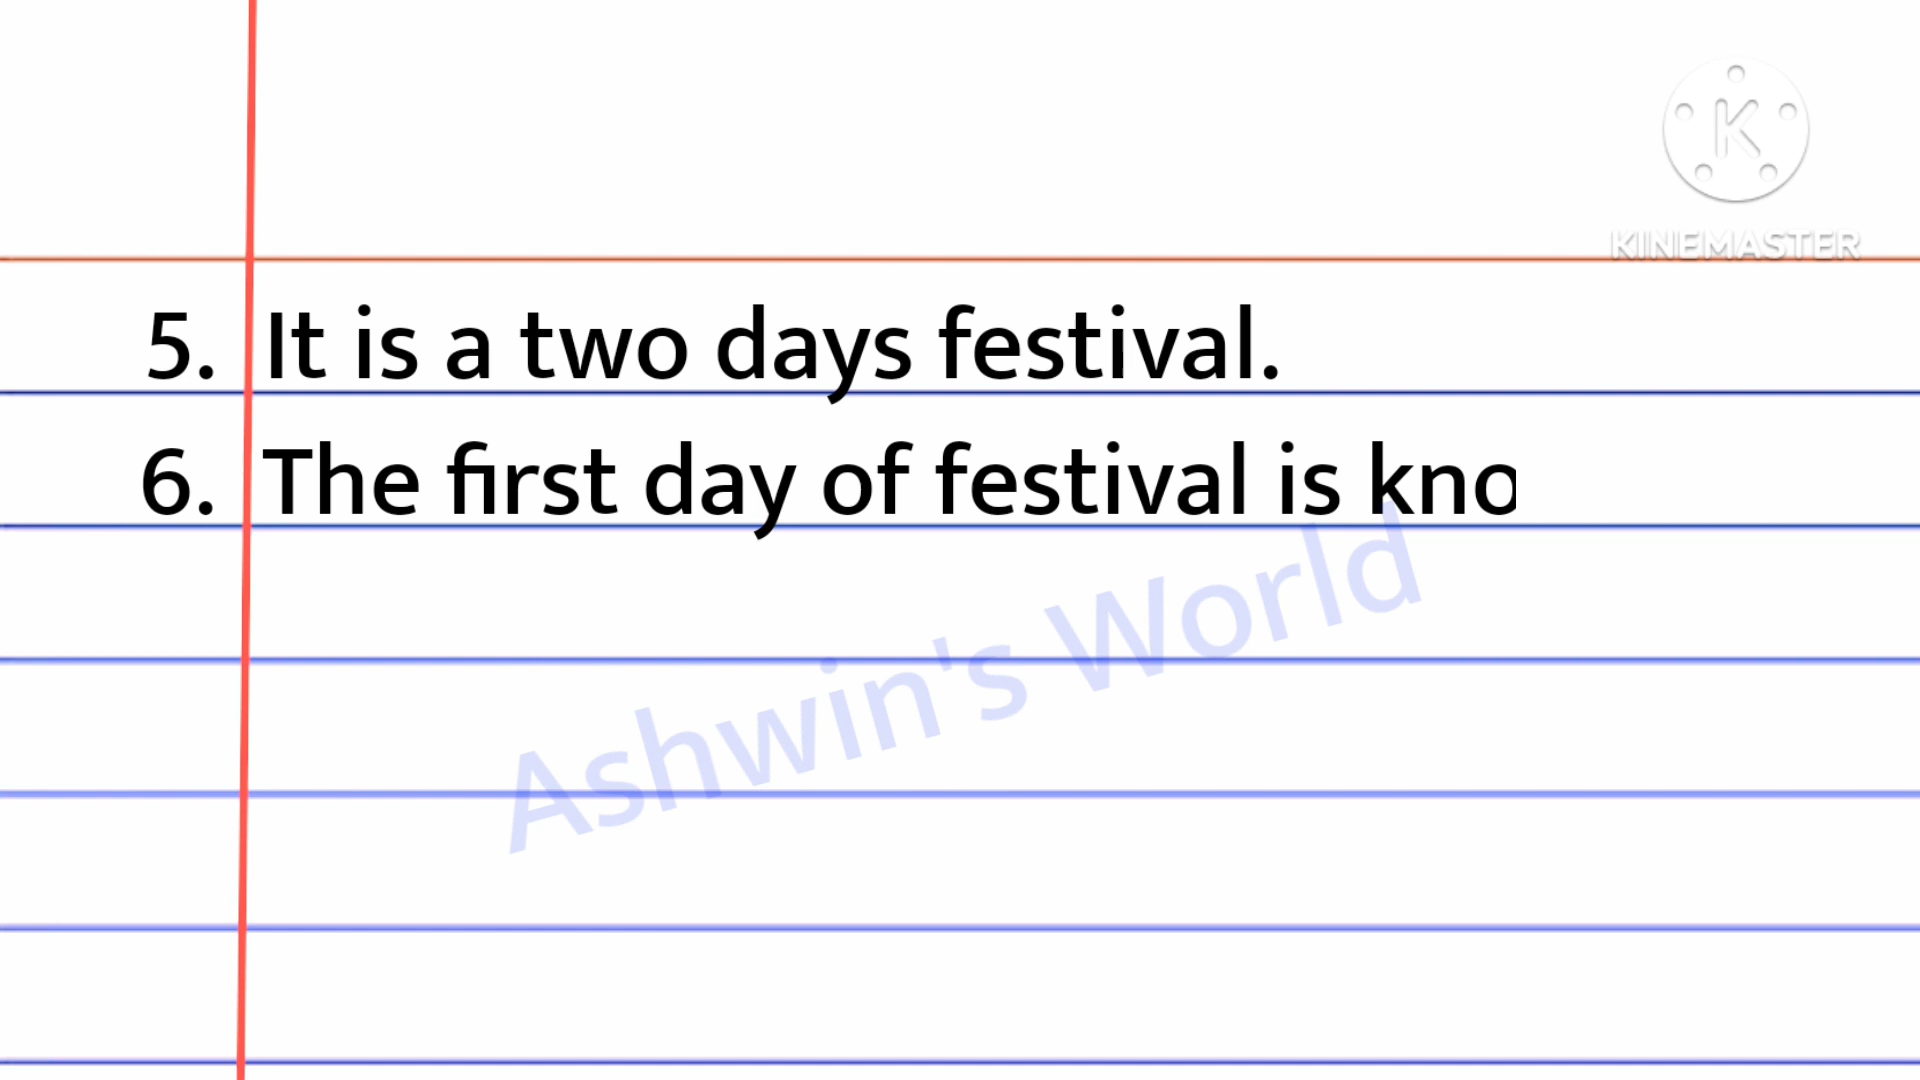 KINEMASTER
5. It is a two days festival.
6. The first day of festival is kno
Ashwin's World